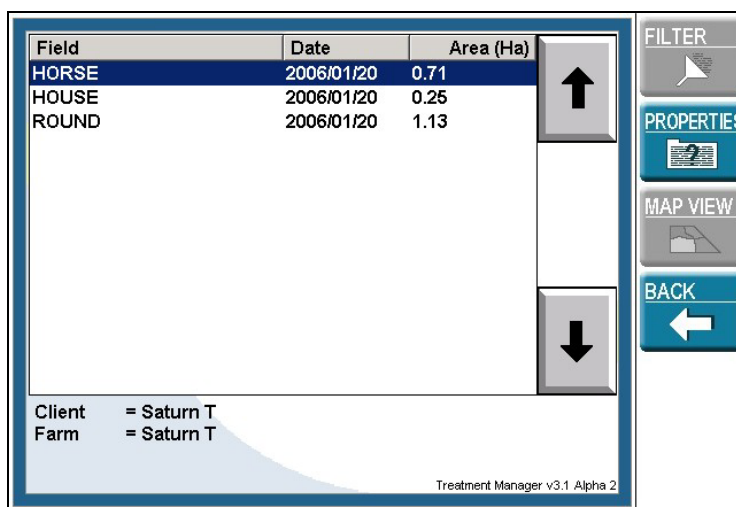 Field Date Area (Ha)
HORSE 2006/01/20 0.71
HOUSE 2006/01/20 0.25
ROUND 2006/01/20 1.13
Client = Saturn T
Farm = Saturn T
Treatment Manager v3.1 Alpha 2
FILTER
PROPERTIES
?
MAP VIEW
BACK